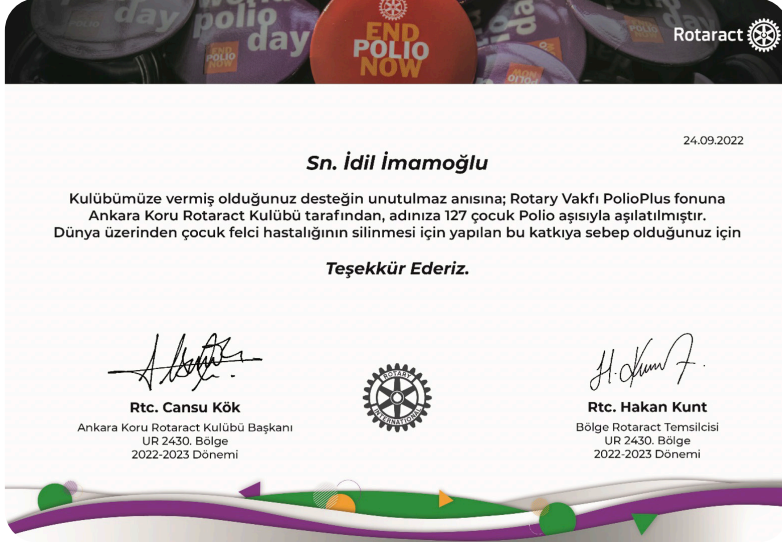 day
world
polio
day
END
POLIO
NOW
END
POLIO
NOW
Rotaract
24.09.2022
Sn. İdil İmamoğlu
Kulübümüze vermiş olduğunuz desteğin unutulmaz anısına; Rotary Vakfı PolioPlus fonuna
Ankara Koru Rotaract Kulübü tarafından, adınıza 127 çocuk Polio aşısıyla aşılatılmıştır.
Dünya üzerinden çocuk felci hastalığının silinmesi için yapılan bu katkıya sebep olduğunuz için
Teşekkür Ederiz.
H. Kunt
ROTARY
INTERNATIONAL
Rtc. Cansu Kök
Ankara Koru Rotaract Kulübü Başkanı
UR 2430. Bölge
2022-2023 Dönemi
Rtc. Hakan Kunt
Bölge Rotaract Temsilcisi
UR 2430. Bölge
2022-2023 Dönemi